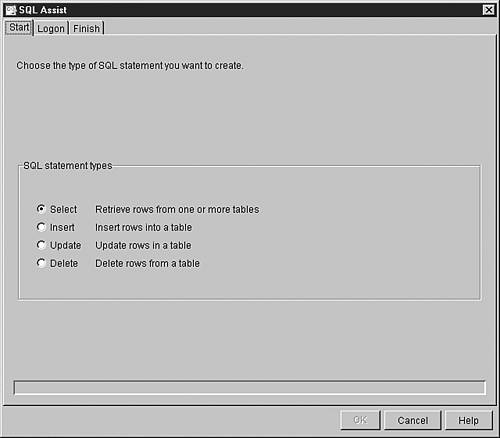 SQL Assist
Start Logon Finish
Choose the type of SQL statement you want to create.
SQL statement types
Select Retrieve rows from one or more tables
Insert Insert rows into a table
Update Update rows in a table
Delete Delete rows from a table
OK Cancel Help